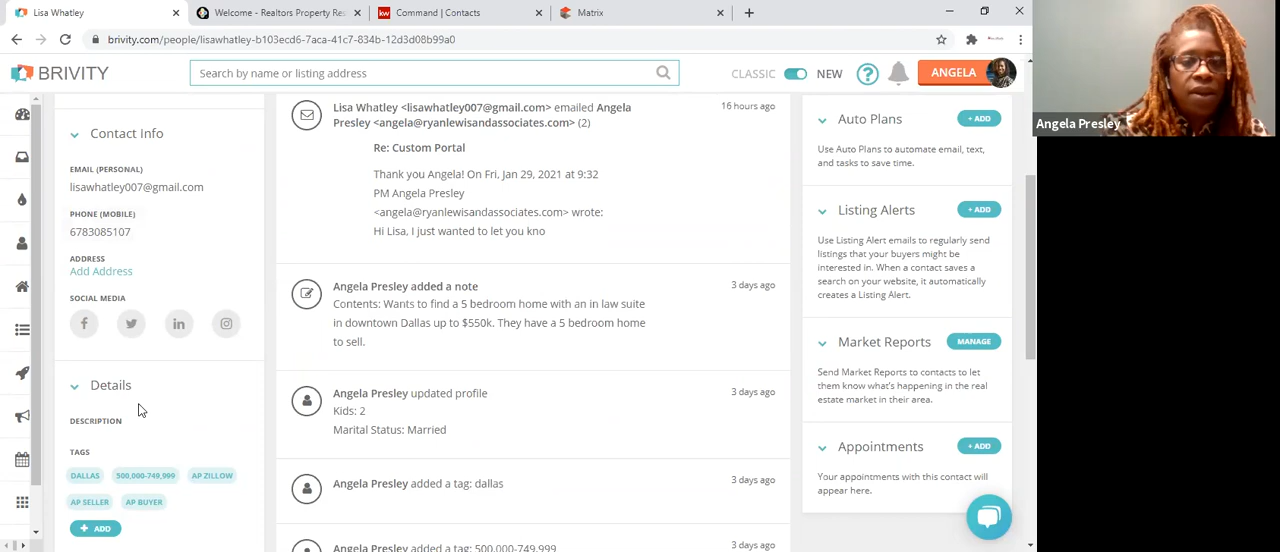 Lisa Whatley
Welcome - Realtors Property Res
kw
Command | Contacts
Matrix
brivity.com/people/lisawhatley-b103ecd6-7aca-41c7-834b-12d3d08b99a0
BRIVITY
Search by name or listing address
CLASSIC
NEW
ANGELA
Contact Info
EMAIL (PERSONAL)
lisawhatley007@gmail.com
PHONE (MOBILE)
6783085107
ADDRESS
Add Address
SOCIAL MEDIA
Details
DESCRIPTION
TAGS
DALLAS
500,000-749,999
AP ZILLOW
AP SELLER
AP BUYER
+ ADD
Lisa Whatley <lisawhatley007@gmail.com> emailed Angela
Presley <angela@ryanlewisandassociates.com> (2)
16 hours ago
Re: Custom Portal
Thank you Angela! On Fri, Jan 29, 2021 at 9:32
PM Angela Presley
<angela@ryanlewisandassociates.com> wrote:
Hi Lisa, I just wanted to let you kno
Angela Presley added a note
3 days ago
Contents: Wants to find a 5 bedroom home with an in law suite
in downtown Dallas up to $550k. They have a 5 bedroom home
to sell.
Angela Presley updated profile
3 days ago
Kids: 2
Marital Status: Married
Angela Presley added a tag: dallas
3 days ago
Angela Presley added a tag: 500,000-749,999
3 days ago
Auto Plans
+ ADD
Use Auto Plans to automate email, text,
and tasks to save time.
Listing Alerts
+ ADD
Use Listing Alert emails to regularly send
listings that your buyers might be
interested in. When a contact saves a
search on your website, it automatically
creates a Listing Alert.
Market Reports
MANAGE
Send Market Reports to contacts to let
them know what's happening in the real
estate market in their area.
Appointments
+ ADD
Your appointments with this contact will
appear here.
Angela Presley